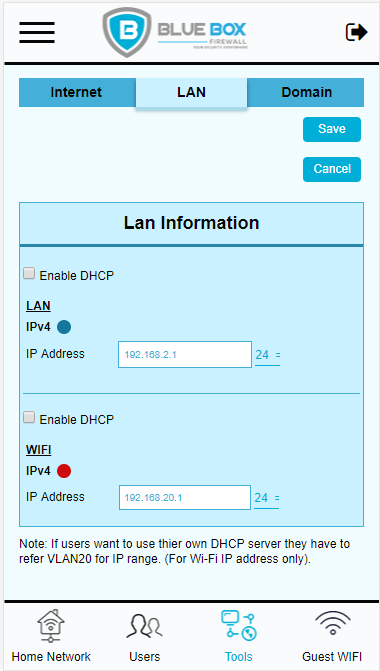 BLUE BOX
FIREWALL
YOUR SECURITY, EVERYWHERE
Internet LAN Domain
Save
Cancel
Lan Information
Enable DHCP
LAN
IPv4
IP Address 192.168.2.1 24 =
Enable DHCP
WIFI
IPv4
IP Address 192.168.20.1 24 =
Note: If users want to use thier own DHCP server they have to
refer VLAN20 for IP range. (For Wi-Fi IP address only).
Home Network Users Tools Guest WIFI